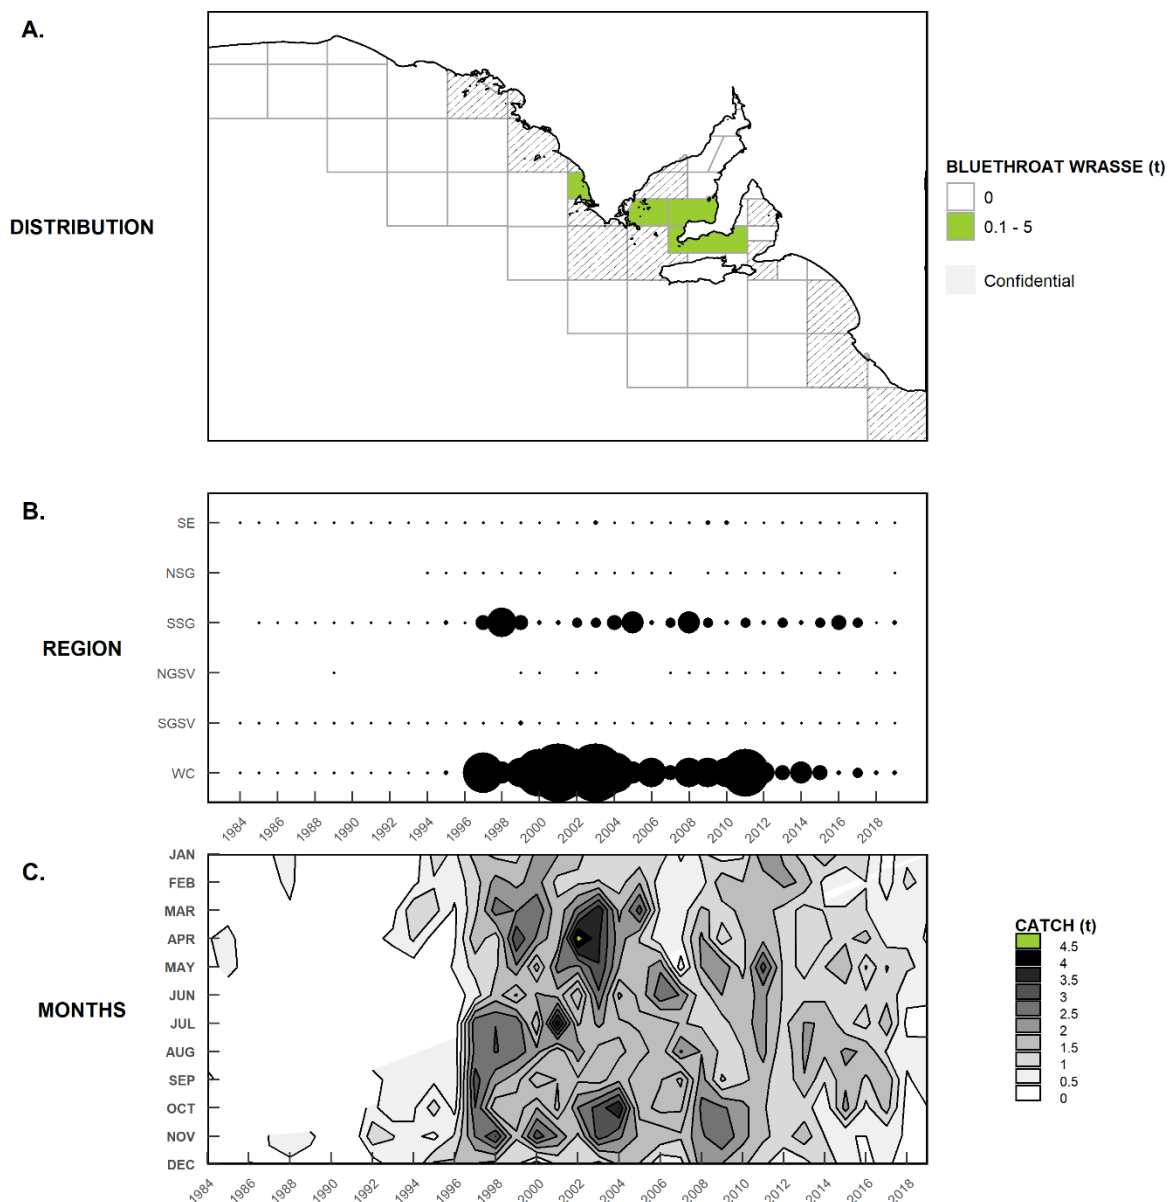 A.
DISTRIBUTION
BLUETHROAT WRASSE (t)
0
0.1 - 5
Confidential
B.
REGION
SE
NSG
SSG
NGSV
SGSV
WC
1984 1986 1988 1990 1992 1994 1996 1998 2000 2002 2004 2006 2008 2010 2012 2014 2016 2018
C.
MONTHS
JAN
FEB
MAR
APR
MAY
JUN
JUL
AUG
SEP
OCT
NOV
DEC
1984 1986 1988 1990 1992 1994 1996 1998 2000 2002 2004 2006 2008 2010 2012 2014 2016 2018
CATCH (t)
4.5
4
3.5
3
2.5
2
1.5
1
0.5
0